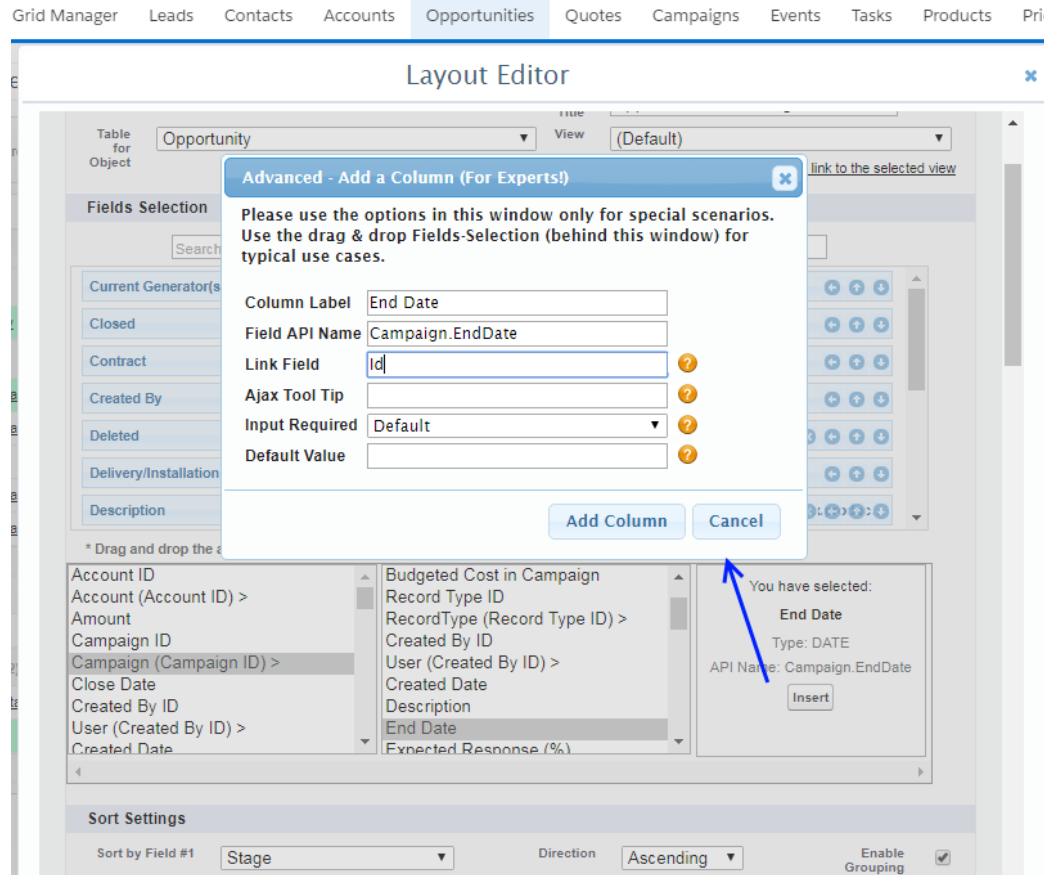 Grid Manager Leads Contacts Accounts Opportunities Quotes Campaigns Events Tasks Products
Layout Editor
Table for Object Opportunity
View (Default)
link to the selected view
Fields Selection
Search
Advanced - Add a Column (For Experts!)
Please use the options in this window only for special scenarios.
Use the drag & drop Fields-Selection (behind this window) for
typical use cases.
Column Label End Date
Field API Name Campaign.EndDate
Link Field Id
Ajax Tool Tip
Input Required Default
Default Value
Add Column Cancel
Current Generator(s
Closed
Contract
Created By
Deleted
Delivery/Installation
Description
* Drag and drop the
Account ID
Account (Account ID) >
Amount
Campaign ID
Campaign (Campaign ID) >
Close Date
Created By ID
User (Created By ID) >
Created Date
Budgeted Cost in Campaign
Record Type ID
RecordType (Record Type ID) >
Created By ID
User (Created By ID) >
Created Date
Description
End Date
Expected Response (%)
You have selected:
End Date
Type: DATE
API Name: Campaign.EndDate
Insert
Sort Settings
Sort by Field #1 Stage
Direction Ascending
Enable
Grouping